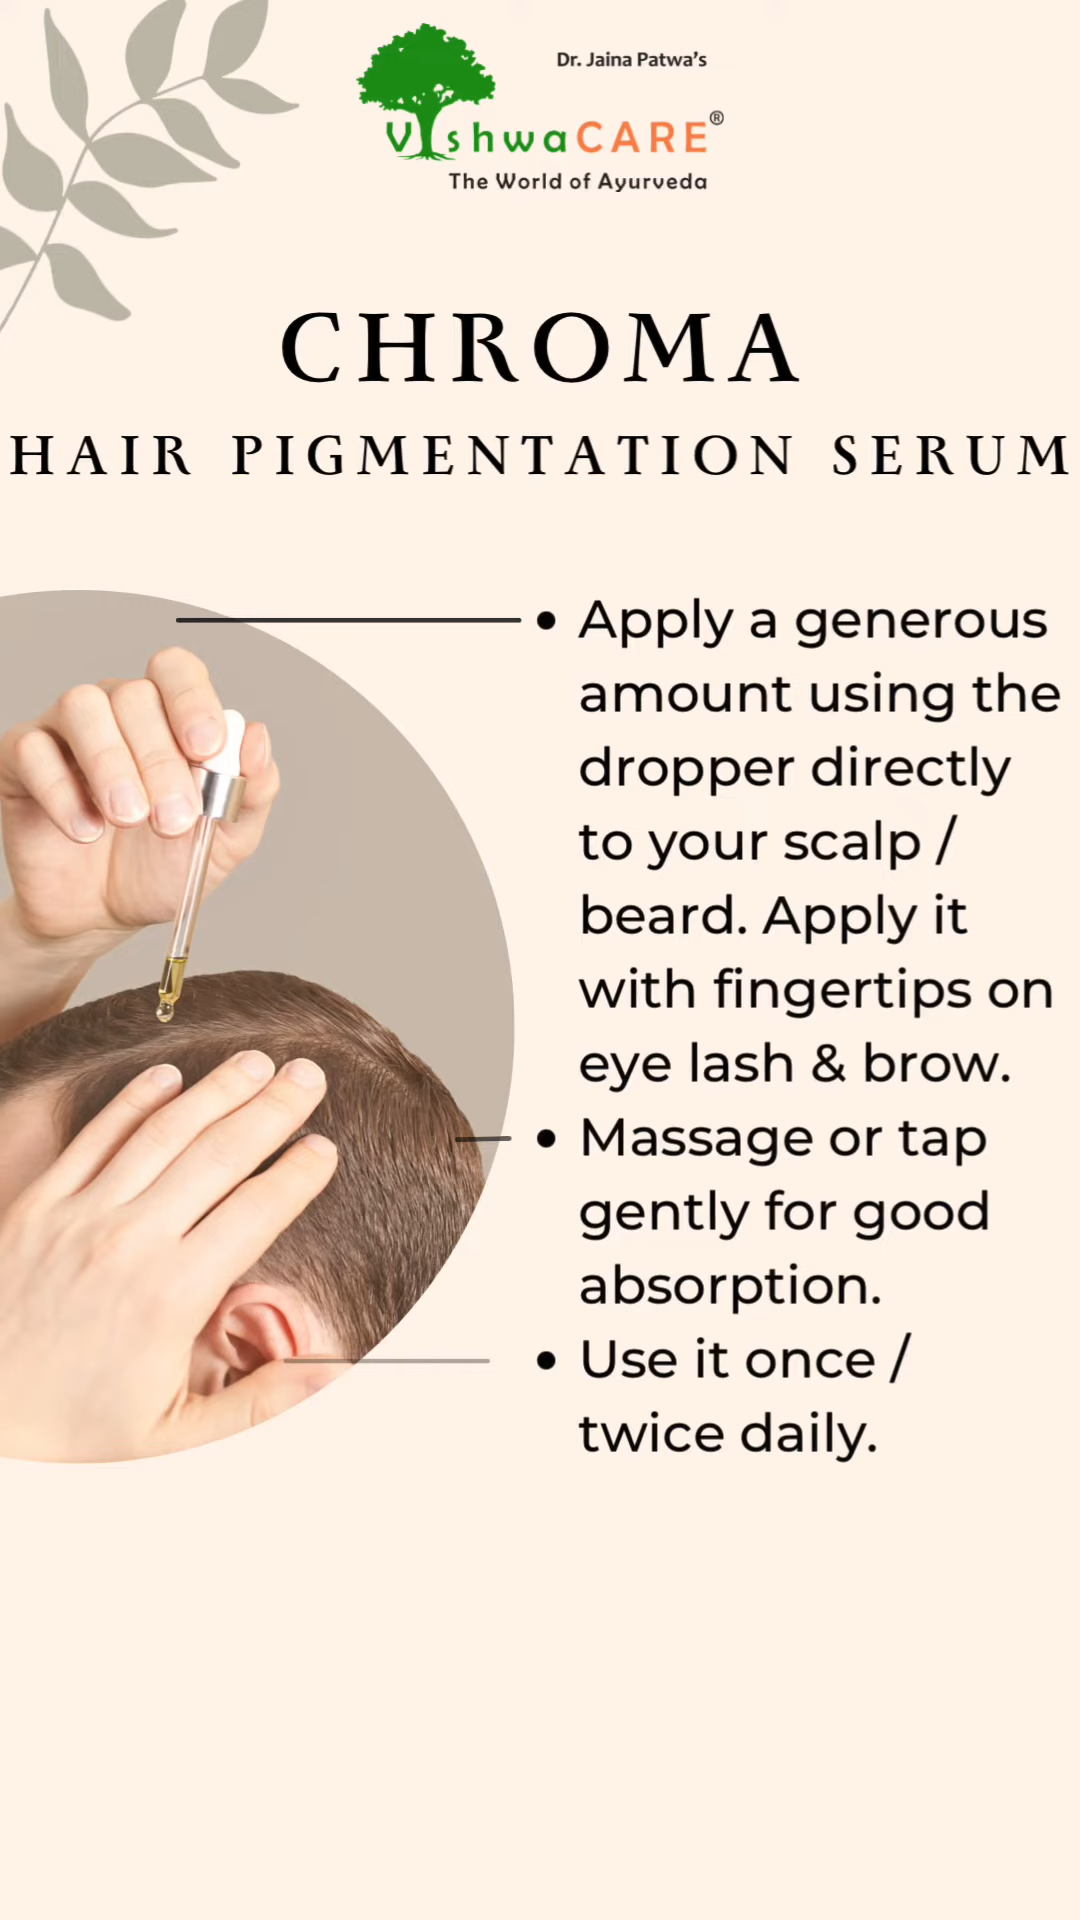 Dr. Jaina Patwa's
VishwaCARE®
The World of Ayurveda
CHROMA
HAIR PIGMENTATION SERUM
• Apply a generous
amount using the
dropper directly
to your scalp /
beard. Apply it
with fingertips on
eye lash & brow.
• Massage or tap
gently for good
absorption.
• Use it once /
twice daily.